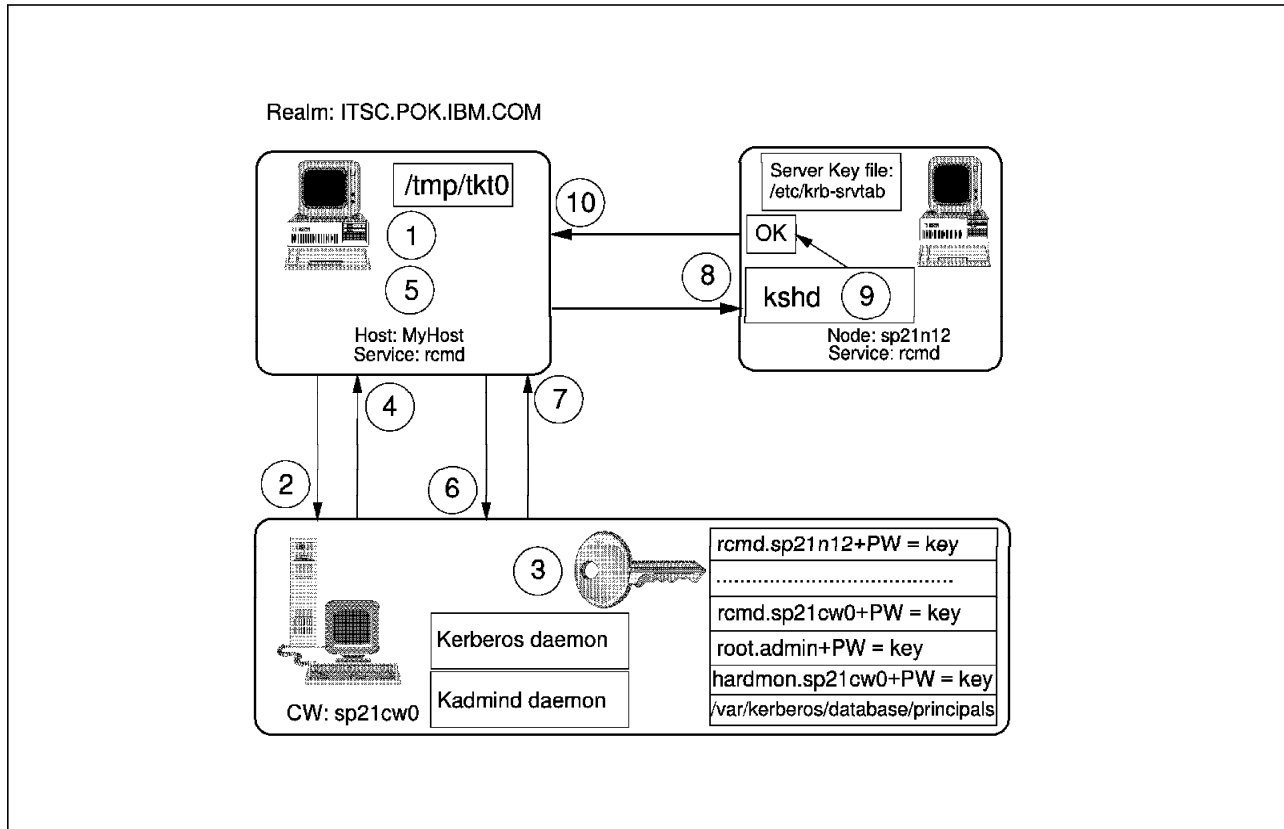 Realm: ITSC.POK.IBM.COM
/tmp/tkt0
1
5
Host: MyHost
Service: rcmd
10
8
Server Key file:
/etc/krb-srvtab
OK
kshd
9
Node: sp21n12
Service: rcmd
2
4
6
7
3
rcmd.sp21n12+PW = key
.......................................
rcmd.sp21cw0+PW = key
root.admin+PW = key
hardmon.sp21cw0+PW = key
/var/kerberos/database/principals
Kerberos daemon
Kadmind daemon
CW: sp21cw0